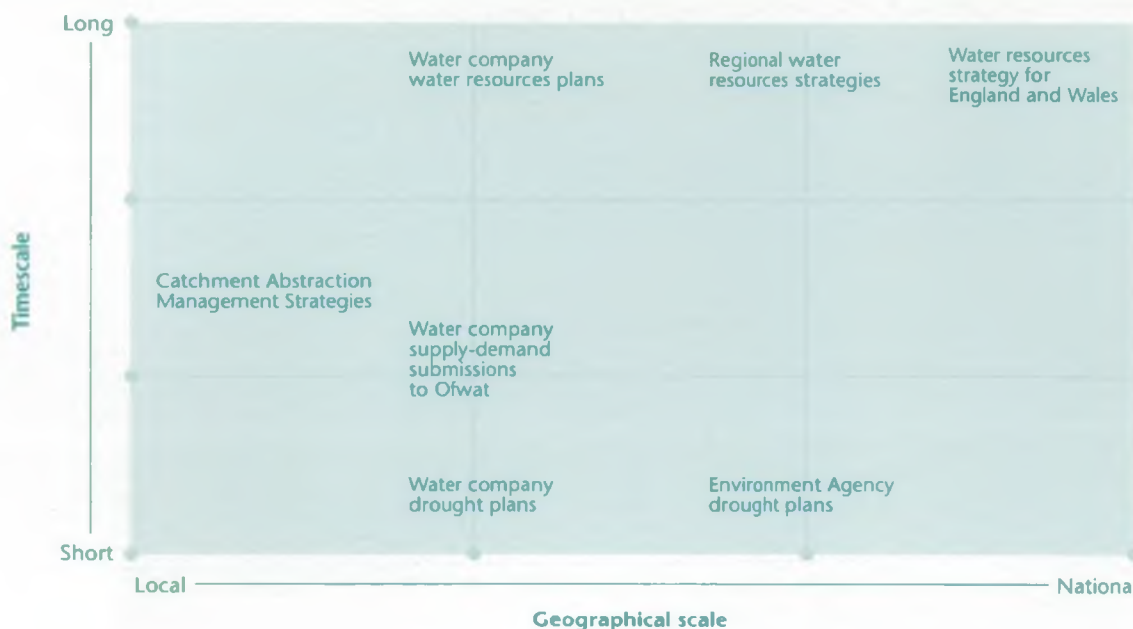 Long
Water company
water resources plans
Regional water
resources strategies
Water resources
strategy for
England and Wales
Timescale
Catchment Abstraction
Management Strategies
Water company
supply-demand
submissions
to Ofwat
Water company
drought plans
Environment Agency
drought plans
Short
Local
Nationa
Geographical scale